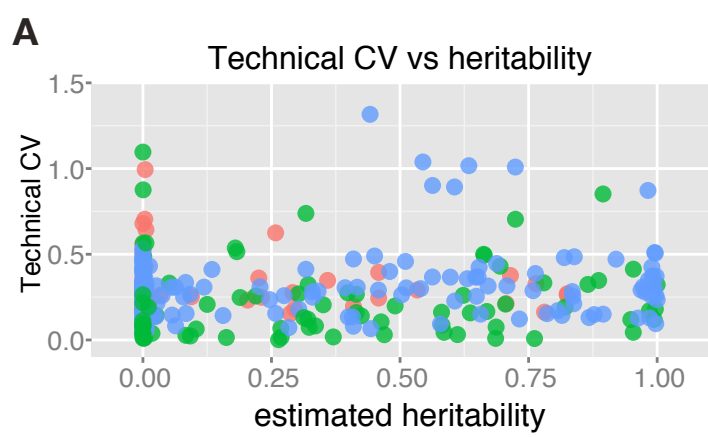 A
Technical CV vs heritability
Technical CV
1.5
1.0
0.5
0.0
0.00 0.25 0.50 0.75 1.00
estimated heritability